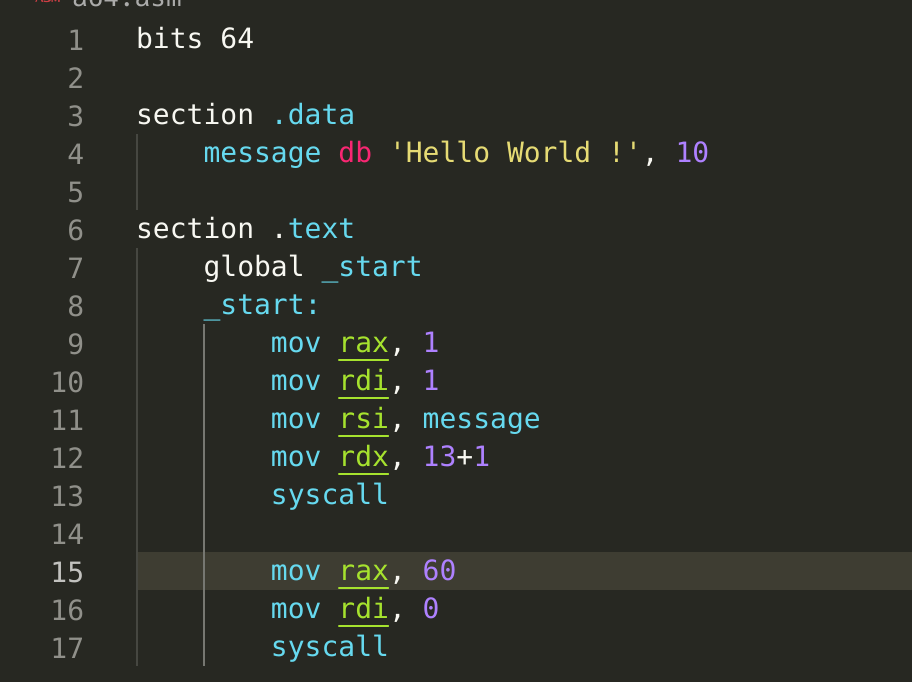 a64.asm
1 bits 64
2
3 section .data
4 message db 'Hello World !', 10
5
6 section .text
7 global _start
8 _start:
9 mov rax, 1
10 mov rdi, 1
11 mov rsi, message
12 mov rdx, 13+1
13 syscall
14
15 mov rax, 60
16 mov rdi, 0
17 syscall